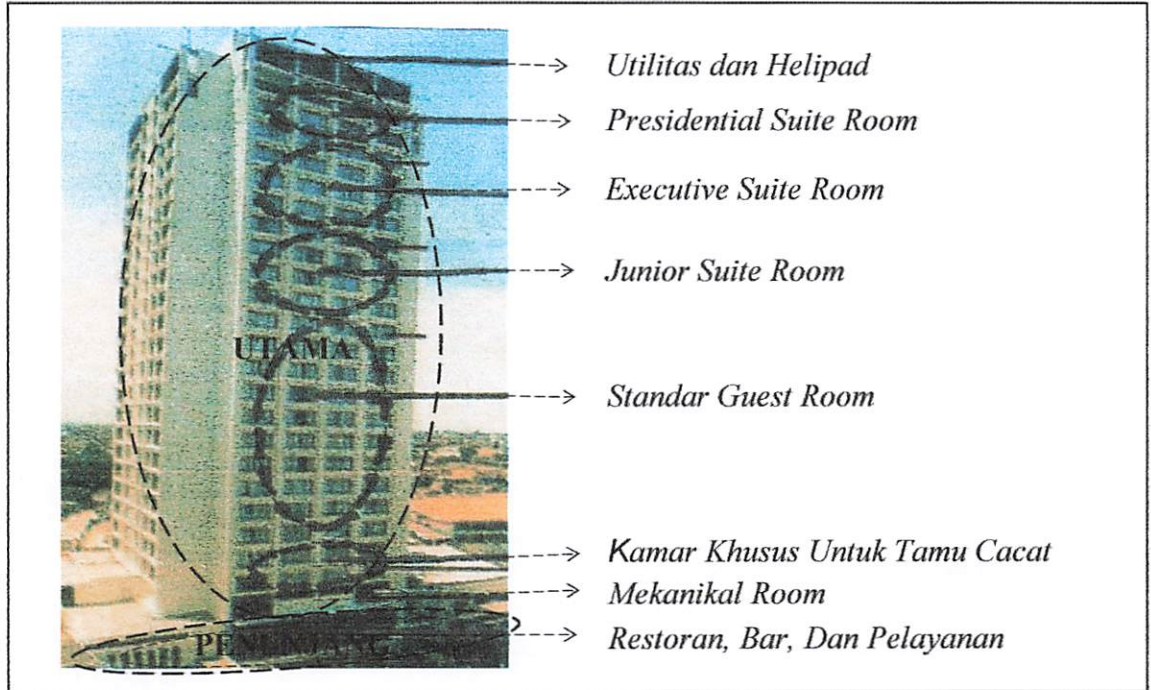 Utilitas dan Helipad
Presidential Suite Room
Executive Suite Room
Junior Suite Room
UTAMA
Standar Guest Room
Kamar Khusus Untuk Tamu Cacat
Mekanikal Room
PENUNJANG
Restoran, Bar, Dan Pelayanan